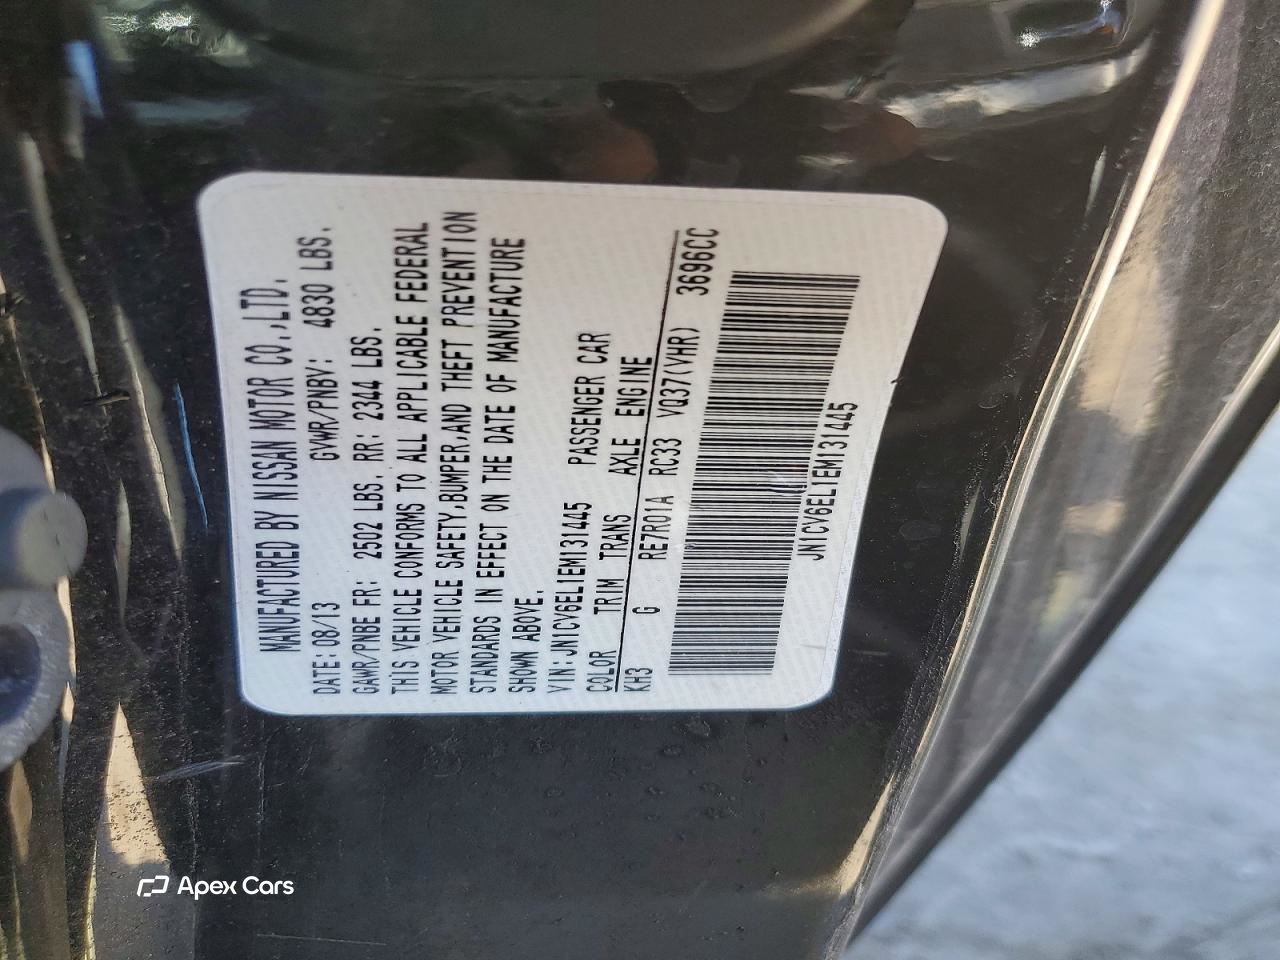 MANUFACTURED BY NISSAN MOTOR CO.,LTD.
DATE: 08/13 GVWR/PNBV: 4830 LBS.
GAWR/PNBE FR: 2502 LBS, RR: 2344 LBS.
THIS VEHICLE CONFORMS TO ALL APPLICABLE FEDERAL
MOTOR VEHICLE SAFETY,BUMPER,AND THEFT PREVENTION
STANDARDS IN EFFECT ON THE DATE OF MANUFACTURE
SHOWN ABOVE.
VIN:JN1CV6EL1EM131445 PASSENGER CAR
COLOR TRIM TRANS AXLE ENGINE
KH3 G RE7R01A RC33 VQ37(VHR) 3696CC
JN1CV6EL1EM131445
Apex Cars